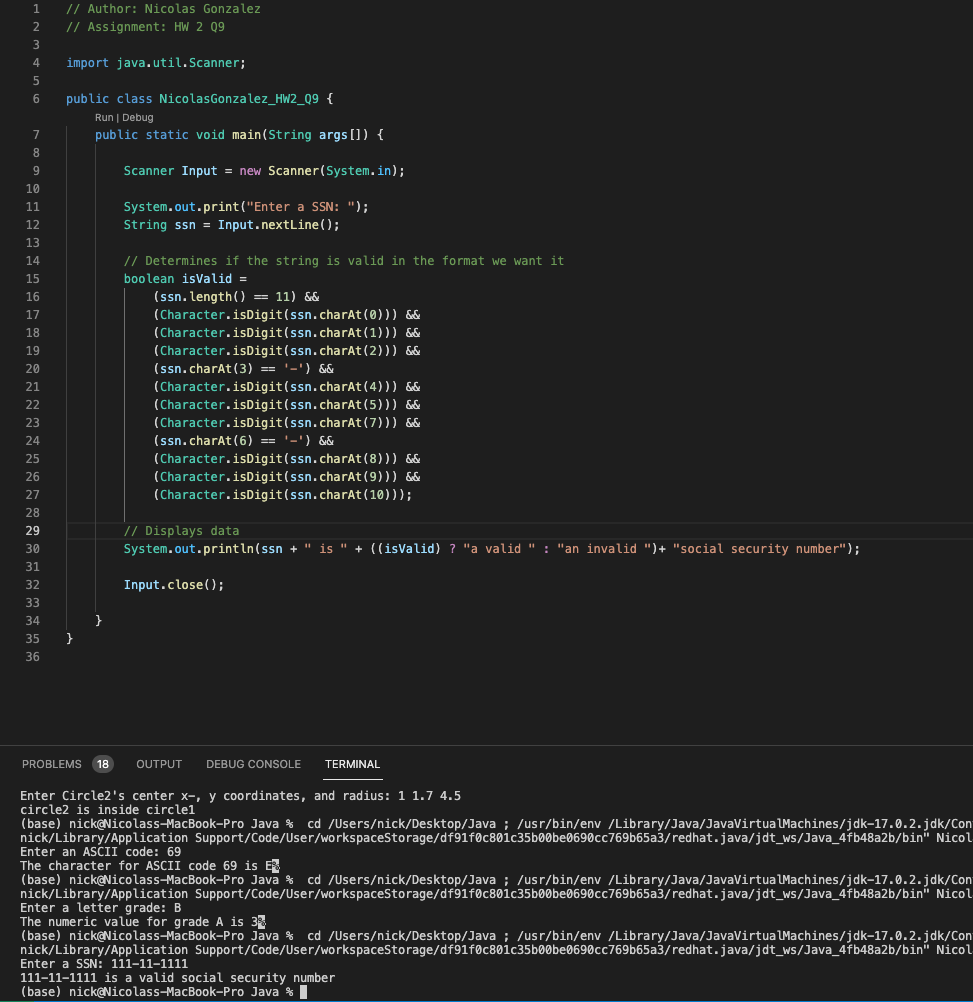 1 // Author: Nicolas Gonzalez
2 // Assignment: HW 2 Q9
3
4 import java.util.Scanner;
5
6 public class NicolasGonzalez_HW2_Q9 {
Run | Debug
7 public static void main(String args[]) {
8
9 Scanner Input = new Scanner(System.in);
10
11 System.out.print("Enter a SSN: ");
12 String ssn = Input.nextLine();
13
14 // Determines if the string is valid in the format we want it
15 boolean isValid =
16 (ssn.length() == 11) &&
17 (Character.isDigit(ssn.charAt(0))) &&
18 (Character.isDigit(ssn.charAt(1))) &&
19 (Character.isDigit(ssn.charAt(2))) &&
20 (ssn.charAt(3) == '-') &&
21 (Character.isDigit(ssn.charAt(4))) &&
22 (Character.isDigit(ssn.charAt(5))) &&
23 (Character.isDigit(ssn.charAt(7))) &&
24 (ssn.charAt(6) == '-') &&
25 (Character.isDigit(ssn.charAt(8))) &&
26 (Character.isDigit(ssn.charAt(9))) &&
27 (Character.isDigit(ssn.charAt(10)));
28
29 // Displays data
30 System.out.println(ssn + " is " + ((isValid) ? "a valid " : "an invalid ")+ "social security number");
31
32 Input.close();
33
34 }
35 }
36
PROBLEMS 18 OUTPUT DEBUG CONSOLE TERMINAL
Enter Circle2's center x-, y coordinates, and radius: 1 1.7 4.5
circle2 is inside circle1
(base) nick@Nicolass-MacBook-Pro Java % cd /Users/nick/Desktop/Java ; /usr/bin/env /Library/Java/JavaVirtualMachines/jdk-17.0.2.jdk/Con
nick/Library/Application Support/Code/User/workspaceStorage/df91f0c801c35b00be0690cc769b65a3/redhat.java/jdt_ws/Java_4fb48a2b/bin" Nicol
Enter an ASCII code: 69
The character for ASCII code 69 is E%
(base) nick@Nicolass-MacBook-Pro Java % cd /Users/nick/Desktop/Java ; /usr/bin/env /Library/Java/JavaVirtualMachines/jdk-17.0.2.jdk/Con
nick/Library/Application Support/Code/User/workspaceStorage/df91f0c801c35b00be0690cc769b65a3/redhat.java/jdt_ws/Java_4fb48a2b/bin" Nicol
Enter a letter grade: B
The numeric value for grade A is 3%
(base) nick@Nicolass-MacBook-Pro Java % cd /Users/nick/Desktop/Java ; /usr/bin/env /Library/Java/JavaVirtualMachines/jdk-17.0.2.jdk/Con
nick/Library/Application Support/Code/User/workspaceStorage/df91f0c801c35b00be0690cc769b65a3/redhat.java/jdt_ws/Java_4fb48a2b/bin" Nicol
Enter a SSN: 111-11-1111
111-11-1111 is a valid social security number
(base) nick@Nicolass-MacBook-Pro Java %